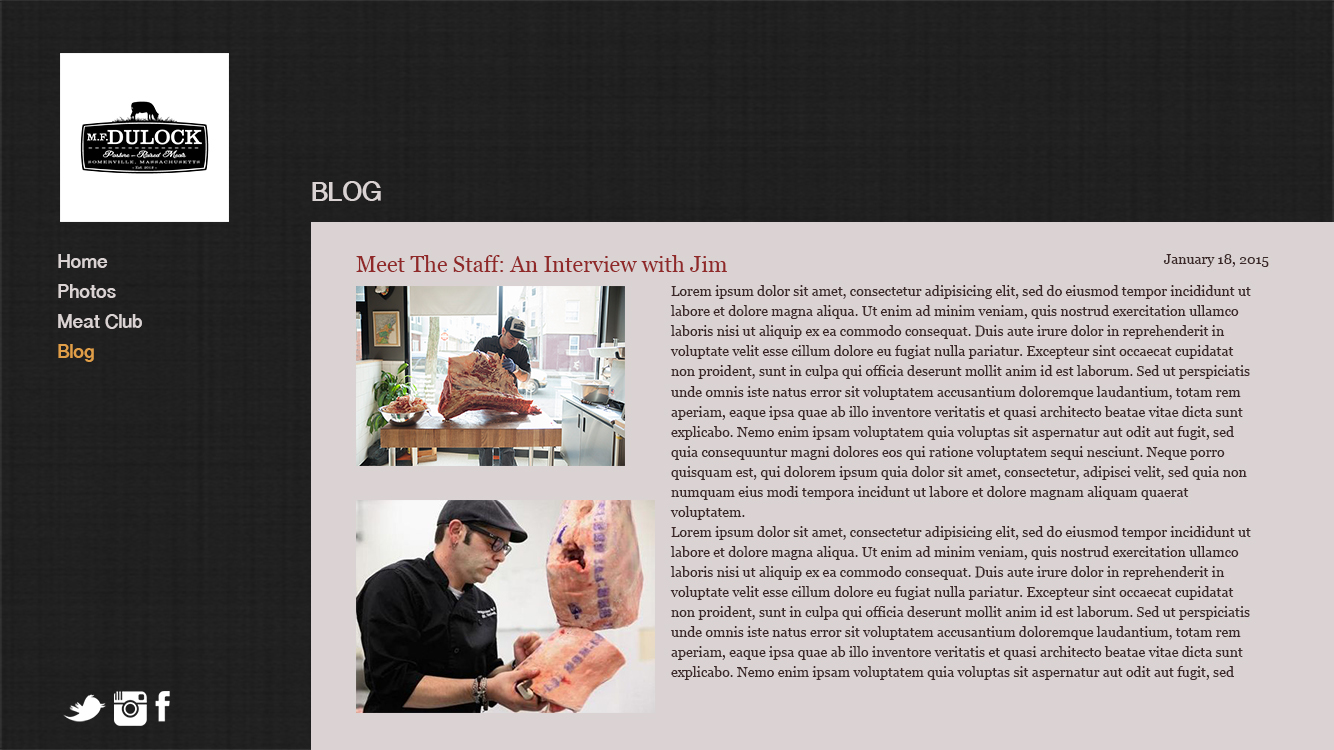 M.F. DULOCK
Pasture-Raised Meats
SOMERVILLE, MASSACHUSETTS
BLOG
Home
Photos
Meat Club
Blog
Meet The Staff: An Interview with Jim
January 18, 2015
Lorem ipsum dolor sit amet, consectetur adipisicing elit, sed do eiusmod tempor incididunt ut
labore et dolore magna aliqua. Ut enim ad minim veniam, quis nostrud exercitation ullamco
laboris nisi ut aliquip ex ea commodo consequat. Duis aute irure dolor in reprehenderit in
voluptate velit esse cillum dolore eu fugiat nulla pariatur. Excepteur sint occaecat cupidatat
non proident, sunt in culpa qui officia deserunt mollit anim id est laborum. Sed ut perspiciatis
unde omnis iste natus error sit voluptatem accusantium doloremque laudantium, totam rem
aperiam, eaque ipsa quae ab illo inventore veritatis et quasi architecto beatae vitae dicta sunt
explicabo. Nemo enim ipsam voluptatem quia voluptas sit aspernatur aut odit aut fugit, sed
quia consequuntur magni dolores eos qui ratione voluptatem sequi nesciunt. Neque porro
quisquam est, qui dolorem ipsum quia dolor sit amet, consectetur, adipisci velit, sed quia non
numquam eius modi tempora incidunt ut labore et dolore magnam aliquam quaerat
voluptatem.
Lorem ipsum dolor sit amet, consectetur adipisicing elit, sed do eiusmod tempor incididunt ut
labore et dolore magna aliqua. Ut enim ad minim veniam, quis nostrud exercitation ullamco
laboris nisi ut aliquip ex ea commodo consequat. Duis aute irure dolor in reprehenderit in
voluptate velit esse cillum dolore eu fugiat nulla pariatur. Excepteur sint occaecat cupidatat
non proident, sunt in culpa qui officia deserunt mollit anim id est laborum. Sed ut perspiciatis
unde omnis iste natus error sit voluptatem accusantium doloremque laudantium, totam rem
aperiam, eaque ipsa quae ab illo inventore veritatis et quasi architecto beatae vitae dicta sunt
explicabo. Nemo enim ipsam voluptatem quia voluptas sit aspernatur aut odit aut fugit, sed